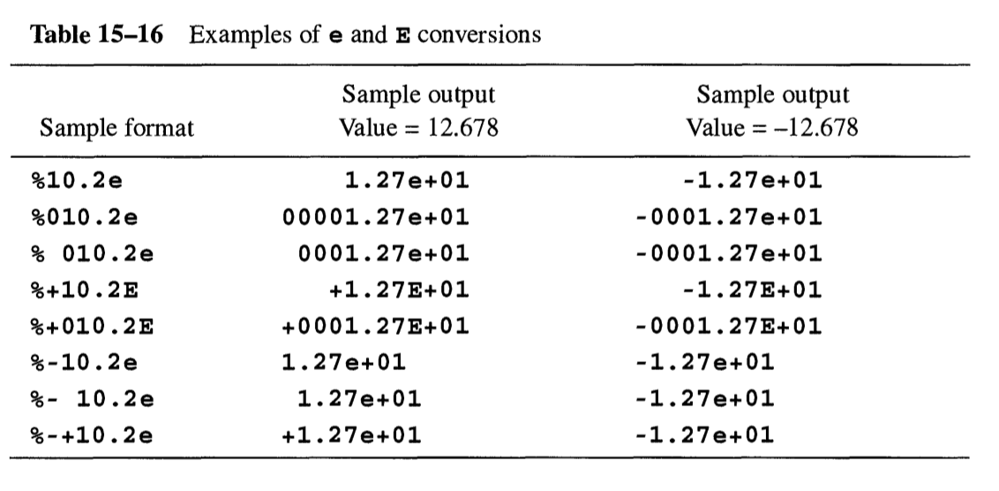 Table 15–16 Examples of e and E conversions
Sample output Sample output
Sample format Value = 12.678 Value = –12.678
%10.2e 1.27e+01 -1.27e+01
%010.2e 00001.27e+01 -0001.27e+01
% 010.2e 0001.27e+01 -0001.27e+01
%+10.2E +1.27E+01 -1.27E+01
%+010.2E +0001.27E+01 -0001.27E+01
%-10.2e 1.27e+01 -1.27e+01
%- 10.2e 1.27e+01 -1.27e+01
%-+10.2e +1.27e+01 -1.27e+01